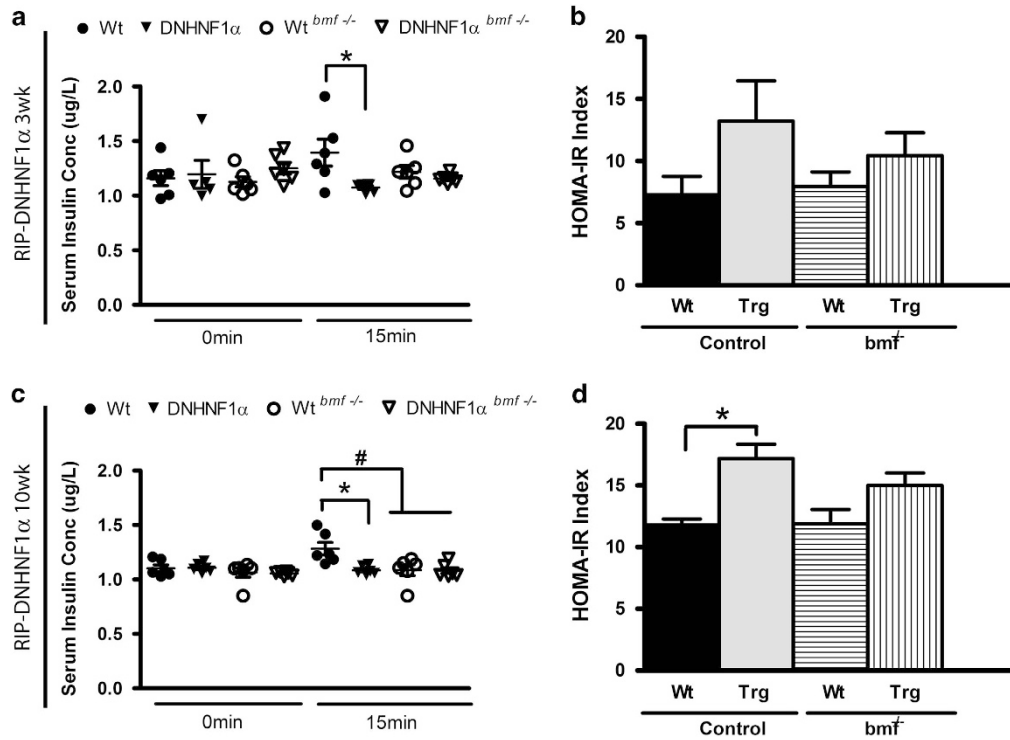 a
● Wt ▼ DNHNF1α ○ Wt bmf -/- ▽ DNHNF1α bmf -/-
RIP-DNHNF1α 3wk
Serum Insulin Conc (ug/L)
2.0
1.5
1.0
0.5
0.0
*
0min 15min
b
HOMA-IR Index
20
15
10
5
0
Wt Trg Wt Trg
Control bmf-/-
c
● Wt ▼ DNHNF1α ○ Wt bmf -/- ▽ DNHNF1α bmf -/-
RIP-DNHNF1α 10wk
Serum Insulin Conc (ug/L)
2.0
1.5
1.0
0.5
0.0
#
*
0min 15min
d
HOMA-IR Index
20
15
10
5
0
*
Wt Trg Wt Trg
Control bmf-/-